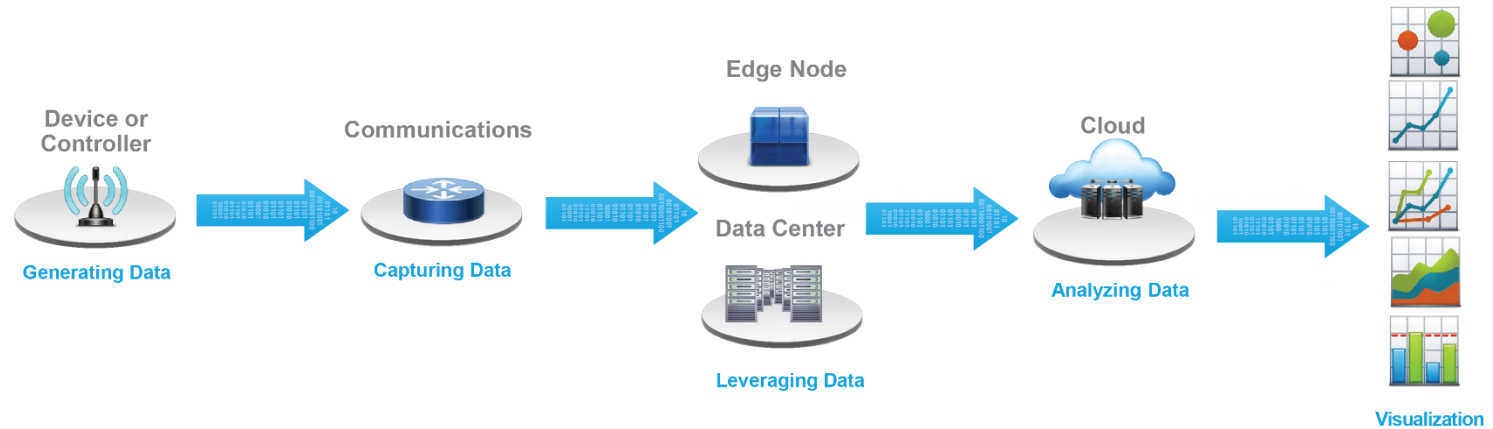 Device or
Controller
Generating Data
Communications
Capturing Data
Edge Node
Data Center
Leveraging Data
Cloud
Analyzing Data
Visualization